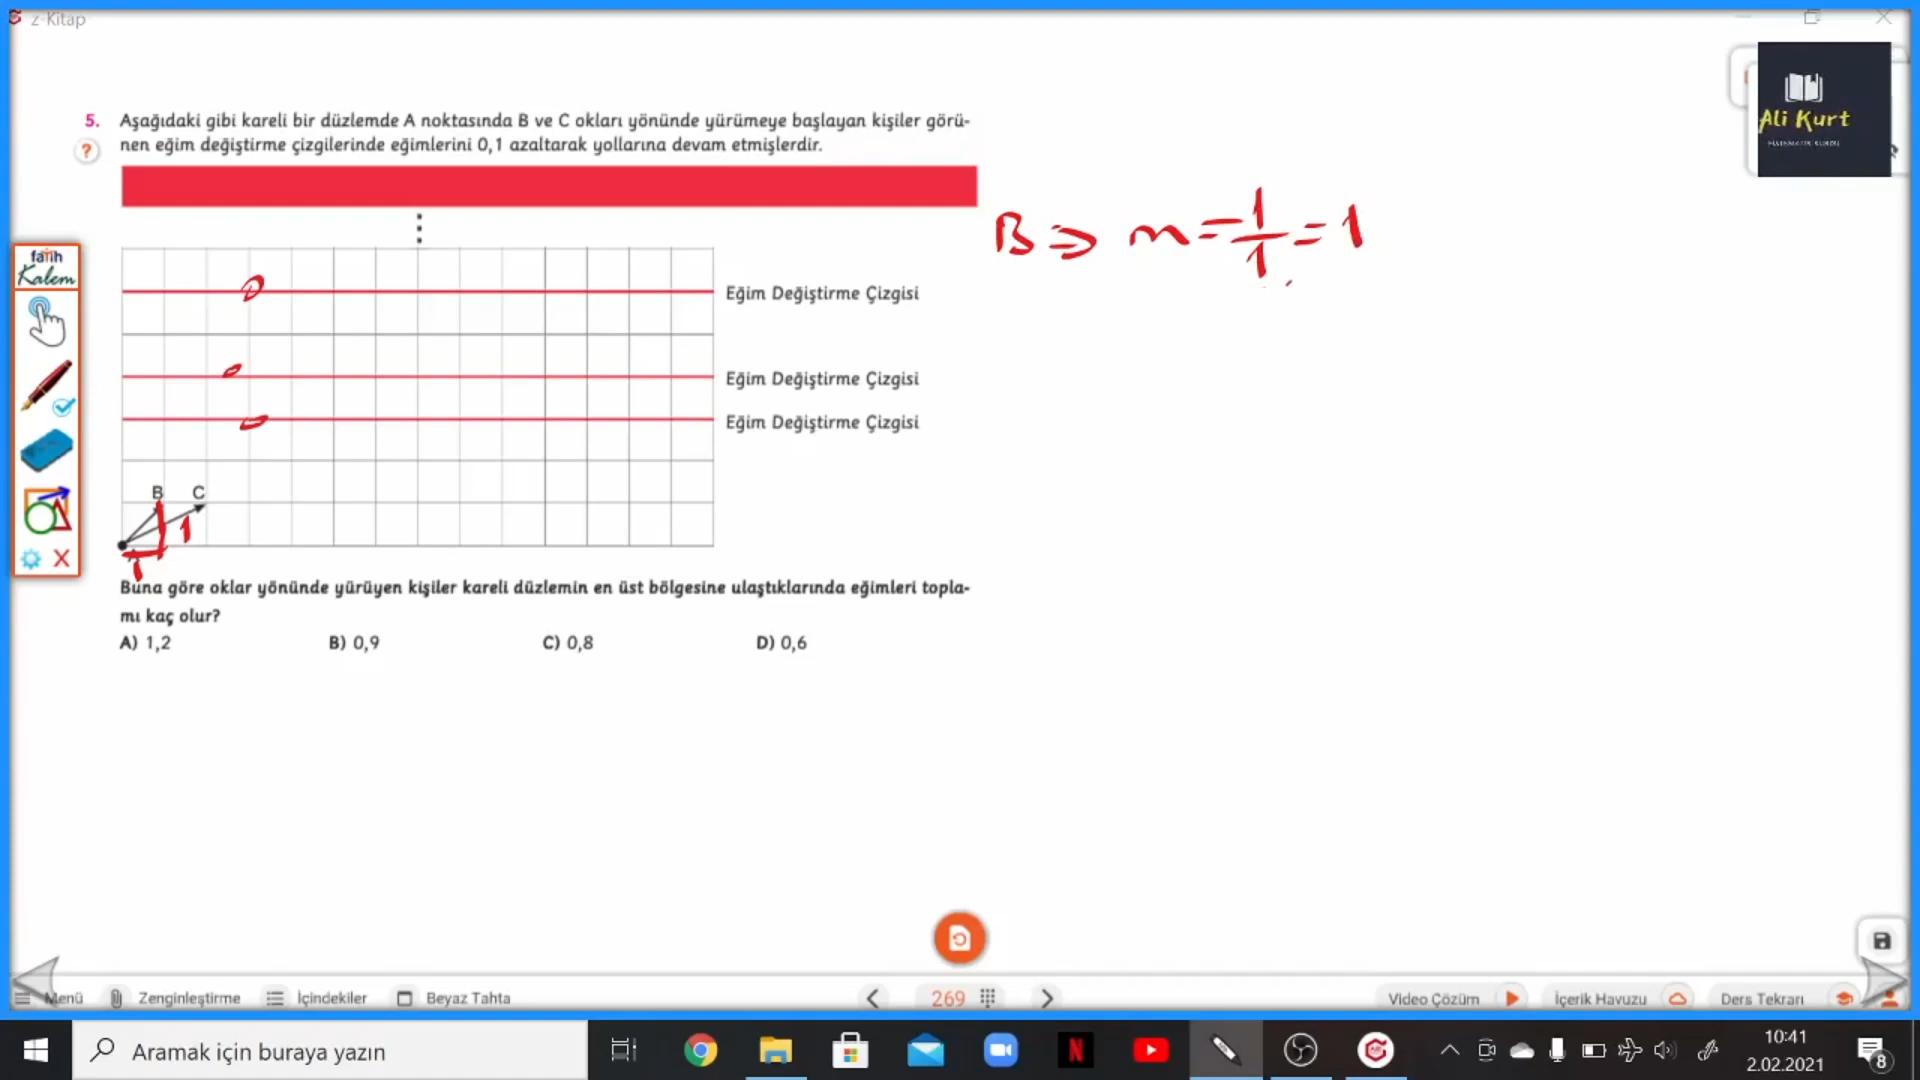 z-Kitap
Ali Kurt
5. Aşağıdaki gibi kareli bir düzlemde A noktasında B ve C okları yönünde yürümeye başlayan kişiler görü-
? nen eğim değiştirme çizgilerinde eğimlerini 0,1 azaltarak yollarına devam etmişlerdir.
B ⇒ m = 1/1 = 1
fatih
Kalem
Eğim Değiştirme Çizgisi
Eğim Değiştirme Çizgisi
Eğim Değiştirme Çizgisi
B C
1
1
Buna göre oklar yönünde yürüyen kişiler kareli düzlemin en üst bölgesine ulaştıklarında eğimleri topla-
mı kaç olur?
A) 1,2 B) 0,9 C) 0,8 D) 0,6
Menü Zenginleştirme İçindekiler Beyaz Tahta 269 Video Çözüm İçerik Havuzu Ders Tekrarı
Aramak için buraya yazın
10:41
2.02.2021
8